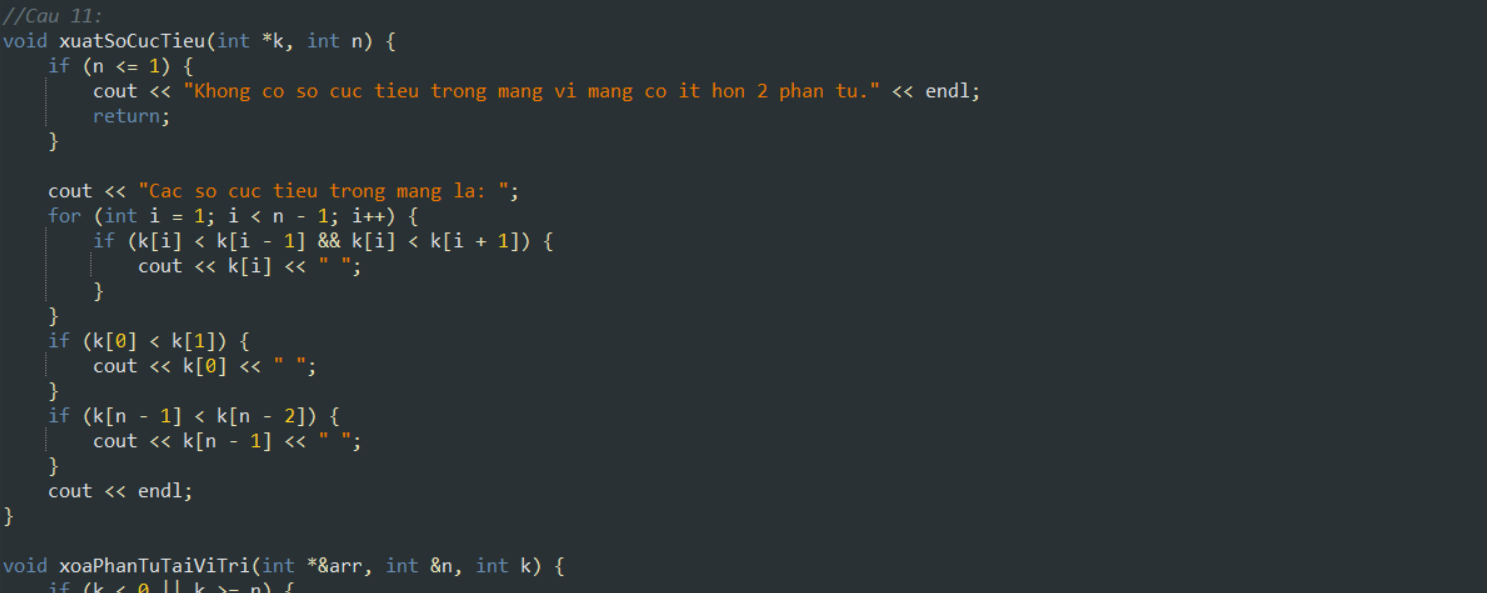 //Cau 11:
void xuatSoCucTieu(int *k, int n) {
    if (n <= 1) {
        cout << "Khong co so cuc tieu trong mang vi mang co it hon 2 phan tu." << endl;
        return;
    }

    cout << "Cac so cuc tieu trong mang la: ";
    for (int i = 1; i < n - 1; i++) {
        if (k[i] < k[i - 1] && k[i] < k[i + 1]) {
            cout << k[i] << " ";
        }
    }
    if (k[0] < k[1]) {
        cout << k[0] << " ";
    }
    if (k[n - 1] < k[n - 2]) {
        cout << k[n - 1] << " ";
    }
    cout << endl;
}

void xoaPhanTuTaiViTri(int *&arr, int &n, int k) {
    if (k < 0 || k >= n) {